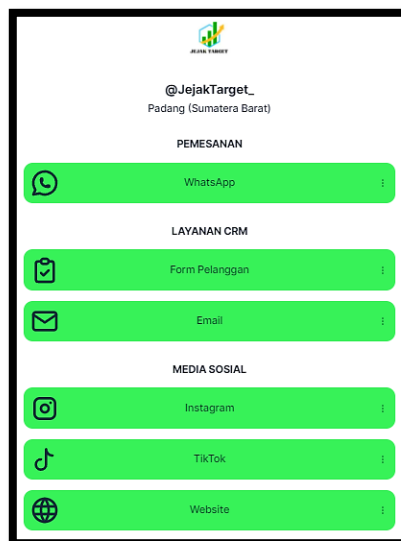 JEJAK TARGET
@JejakTarget_
Padang (Sumatera Barat)
PEMESANAN
WhatsApp
LAYANAN CRM
Form Pelanggan
Email
MEDIA SOSIAL
Instagram
TikTok
Website